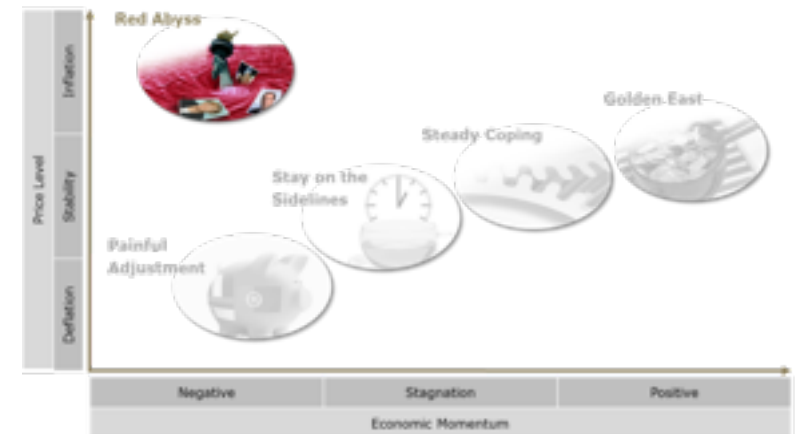 Red Abyss
Golden East
Steady Coping
Stay on the
Sidelines
Painful
Adjustment
Price Level
Inflation
Stability
Deflation
Negative
Stagnation
Positive
Economic Momentum